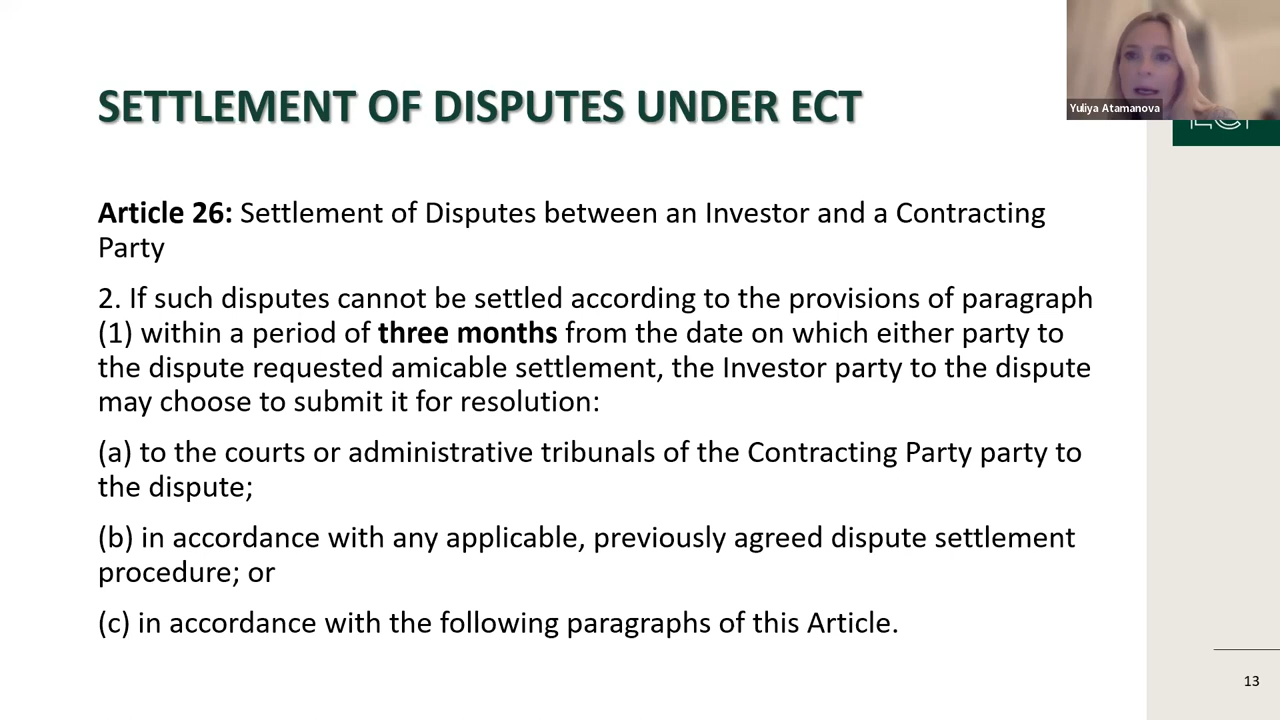 SETTLEMENT OF DISPUTES UNDER ECT
Yuliya Atamanova
Article 26: Settlement of Disputes between an Investor and a Contracting
Party
2. If such disputes cannot be settled according to the provisions of paragraph
(1) within a period of three months from the date on which either party to
the dispute requested amicable settlement, the Investor party to the dispute
may choose to submit it for resolution:
(a) to the courts or administrative tribunals of the Contracting Party party to
the dispute;
(b) in accordance with any applicable, previously agreed dispute settlement
procedure; or
(c) in accordance with the following paragraphs of this Article.
13